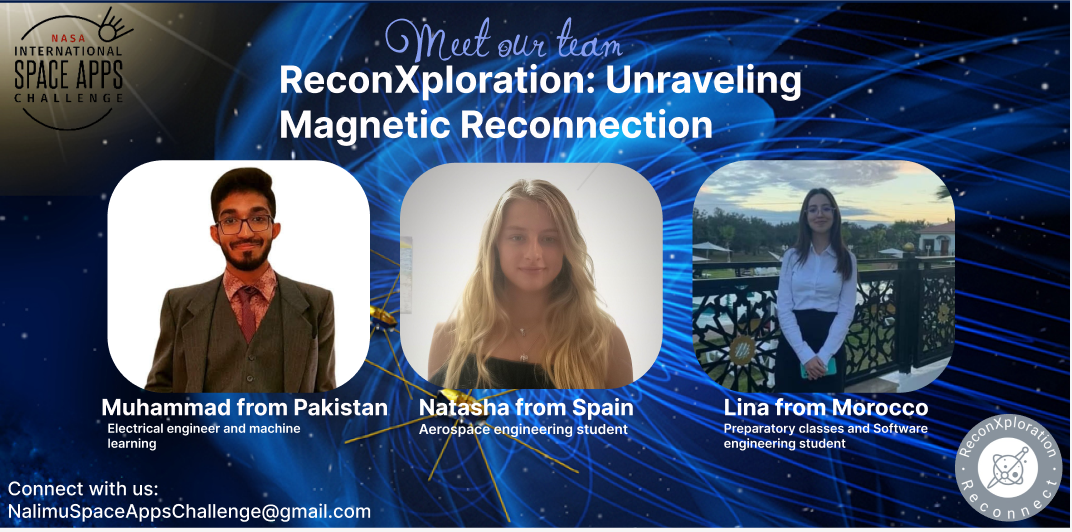 NASA
INTERNATIONAL
SPACE APPS
CHALLENGE
Meet our team
ReconXploration: Unraveling
Magnetic Reconnection
Muhammad from Pakistan
Electrical engineer and machine
learning
Natasha from Spain
Aerospace engineering student
Lina from Morocco
Preparatory classes and Software
engineering student
Connect with us:
NalimuSpaceAppsChallenge@gmail.com
ReconXploration
Reconnect